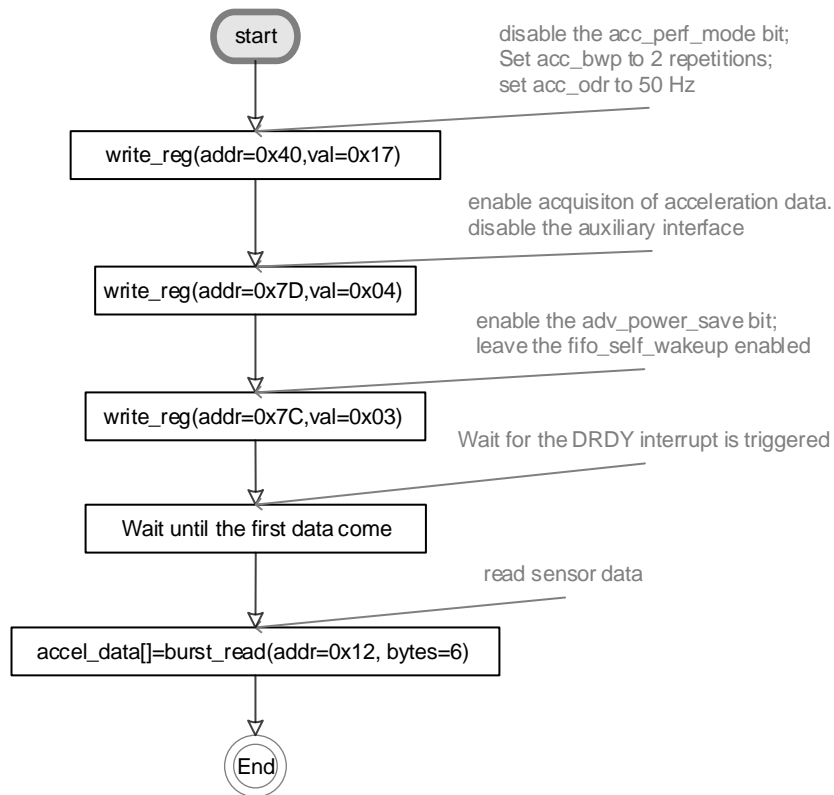 start
disable the acc_perf_mode bit;
Set acc_bwp to 2 repetitions;
set acc_odr to 50 Hz
write_reg(addr=0x40,val=0x17)
enable acquisiton of acceleration data.
disable the auxiliary interface
write_reg(addr=0x7D,val=0x04)
enable the adv_power_save bit;
leave the fifo_self_wakeup enabled
write_reg(addr=0x7C,val=0x03)
Wait for the DRDY interrupt is triggered
Wait until the first data come
read sensor data
accel_data[]=burst_read(addr=0x12, bytes=6)
End